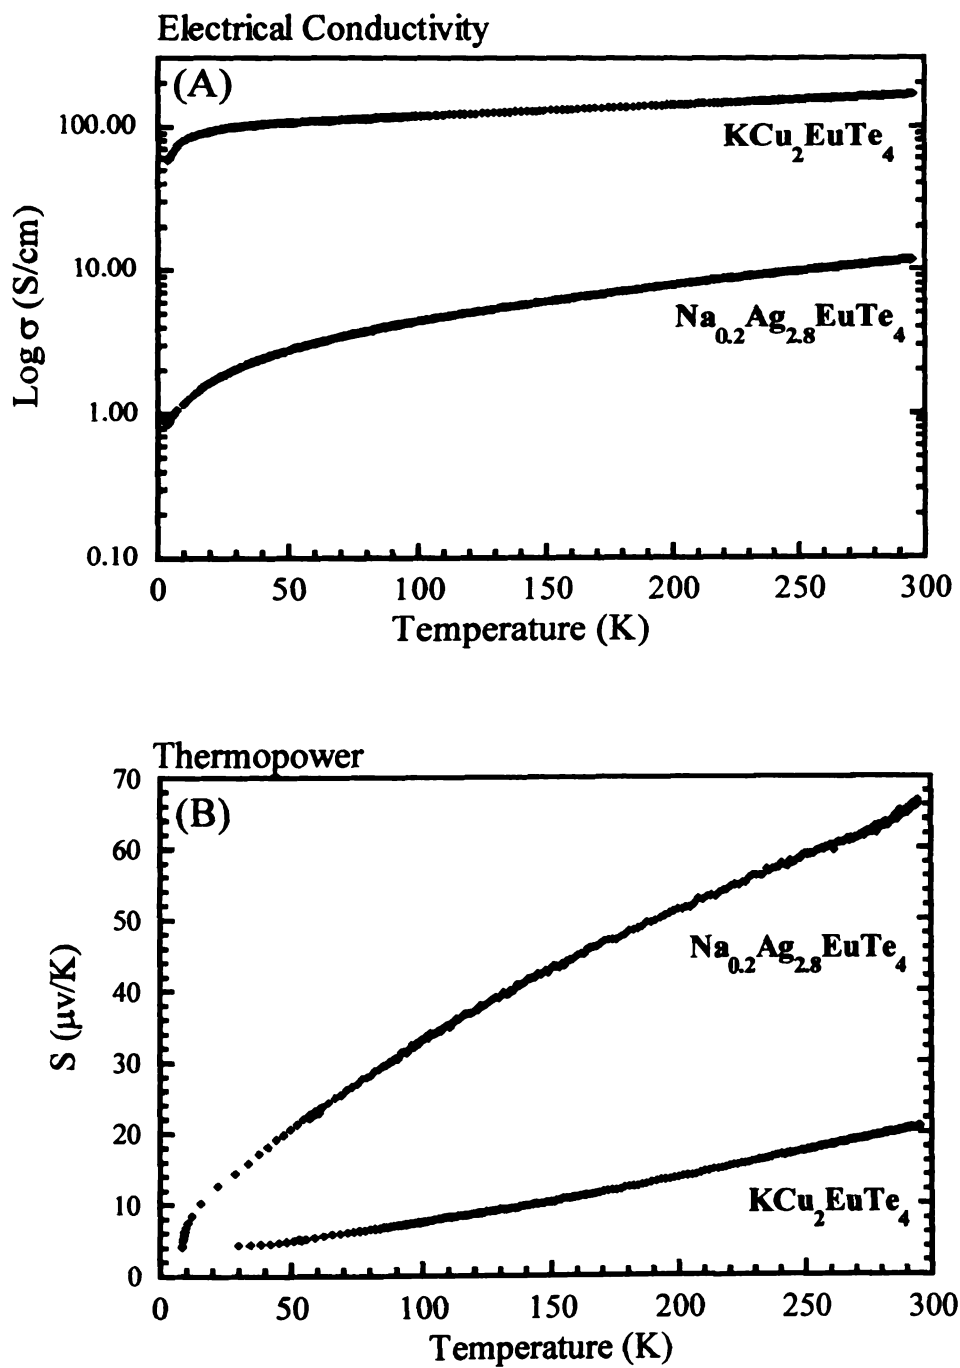 Electrical Conductivity
(A)
100.00
10.00
1.00
0.10
Log σ (S/cm)
KCu2EuTe4
Na0.2Ag2.8EuTe4
0 50 100 150 200 250 300
Temperature (K)
Thermopower
(B)
70
60
50
40
30
20
10
0
S (μv/K)
Na0.2Ag2.8EuTe4
KCu2EuTe4
0 50 100 150 200 250 300
Temperature (K)